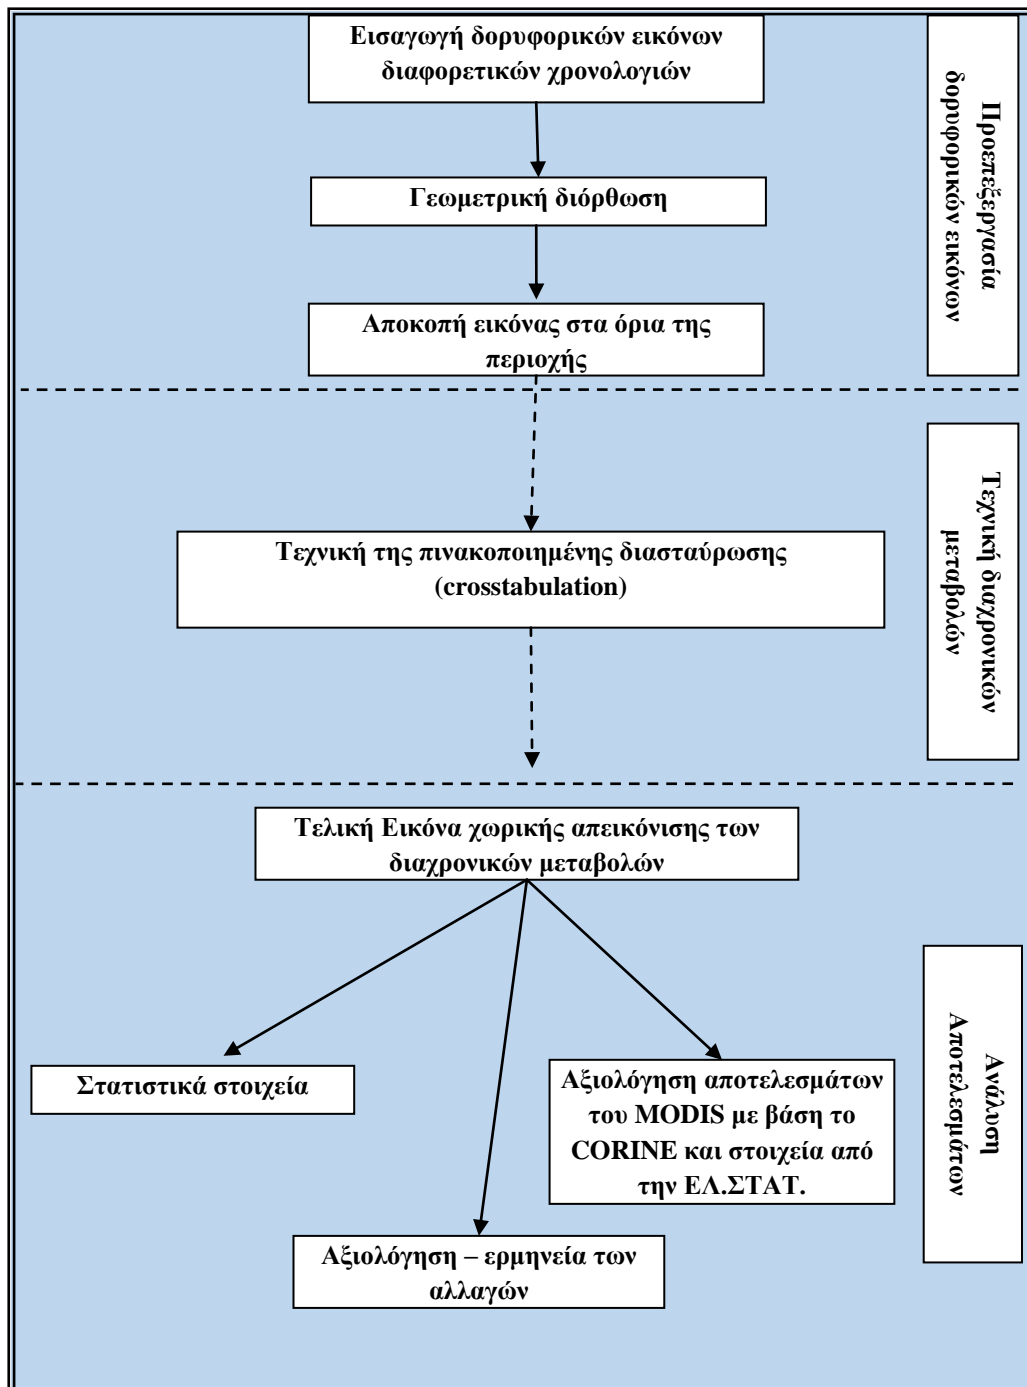 Εισαγωγή δορυφορικών εικόνων
διαφορετικών χρονολογιών
Γεωμετρική διόρθωση
Αποκοπή εικόνας στα όρια της
περιοχής
Προεπεξεργασία
δορυφορικών εικόνων
Τεχνική της πινακοποιημένης διασταύρωσης
(crosstabulation)
Τεχνική διαχρονικών
μεταβολών
Τελική Εικόνα χωρικής απεικόνισης των
διαχρονικών μεταβολών
Στατιστικά στοιχεία
Αξιολόγηση αποτελεσμάτων
του MODIS με βάση το
CORINE και στοιχεία από
την ΕΛ.ΣΤΑΤ.
Αξιολόγηση – ερμηνεία των
αλλαγών
Ανάλυση
Αποτελεσμάτων